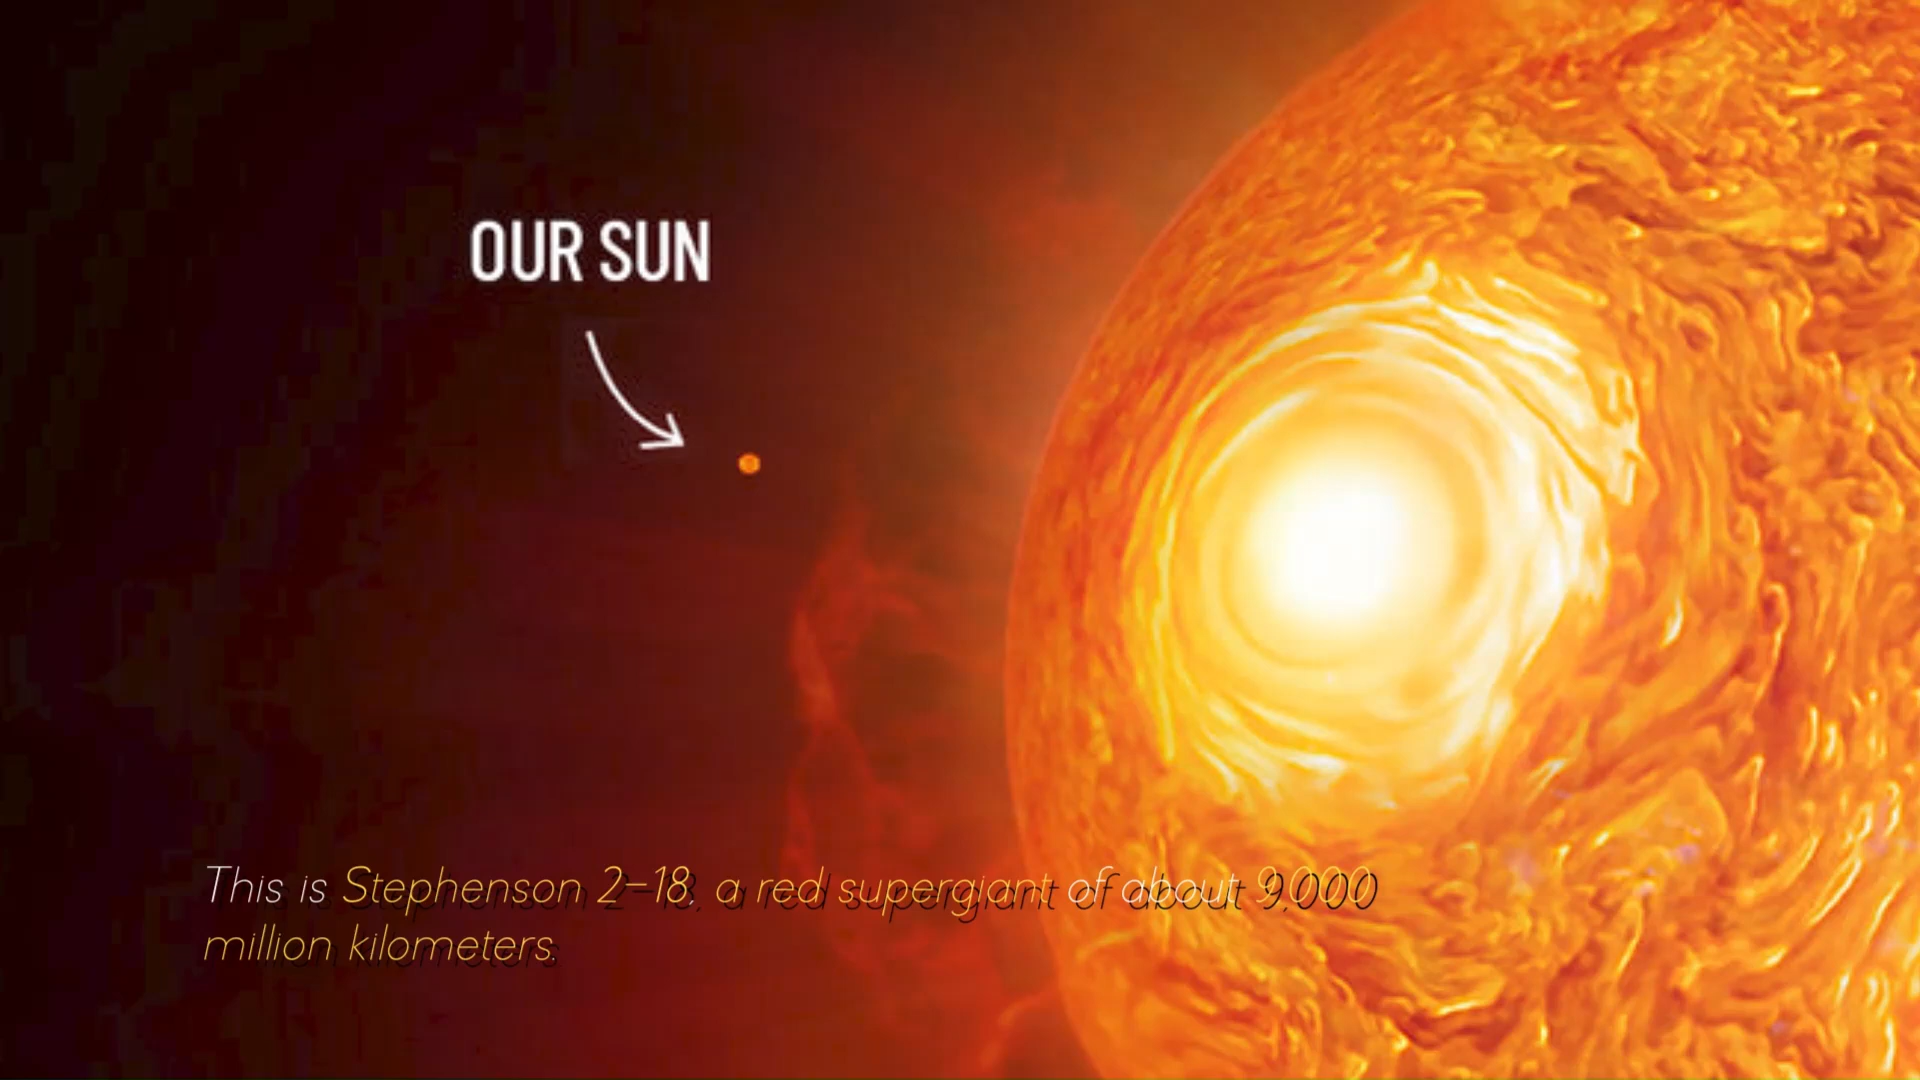 OUR SUN
This is Stephenson 2-18, a red supergiant of about 9,000
million kilometers.